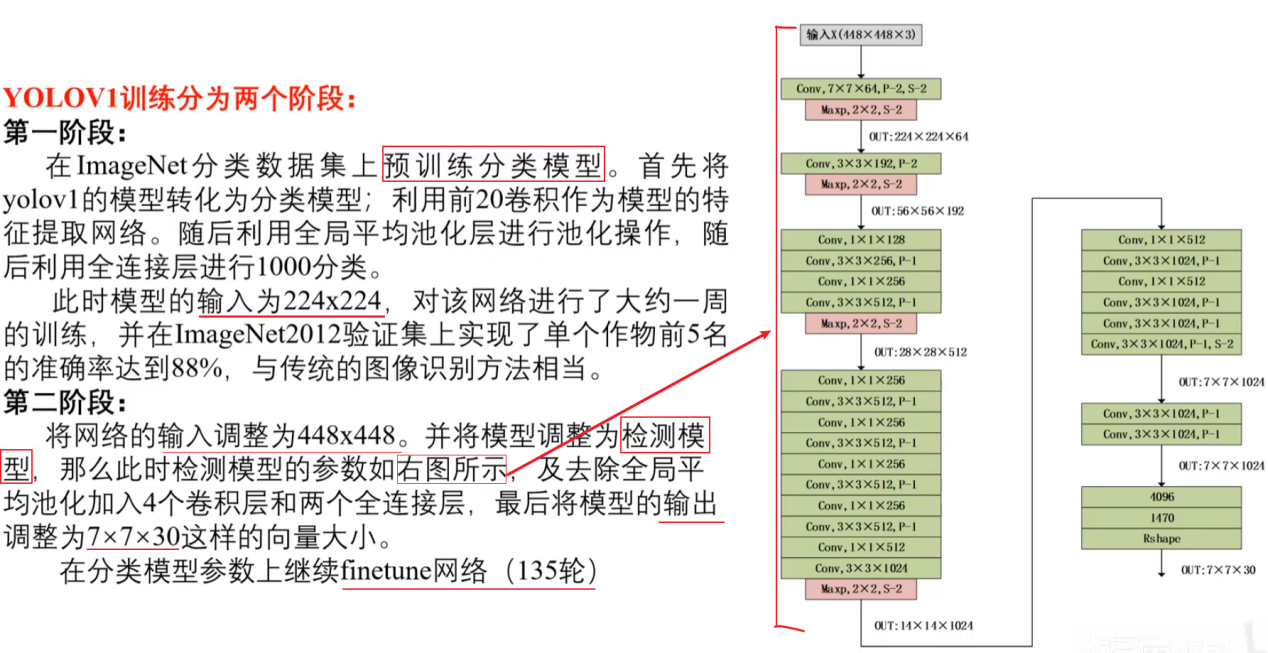 YOLOV1训练分为两个阶段：
第一阶段：
在ImageNet分类数据集上预训练分类模型。首先将
yolov1的模型转化为分类模型；利用前20卷积作为模型的特
征提取网络。随后利用全局平均池化层进行池化操作，随
后利用全连接层进行1000分类。
此时模型的输入为224x224，对该网络进行了大约一周
的训练，并在ImageNet2012验证集上实现了单个作物前5名
的准确率达到88%，与传统的图像识别方法相当。
第二阶段：
将网络的输入调整为448x448。并将模型调整为检测模
型，那么此时检测模型的参数如右图所示，及去除全局平
均池化加入4个卷积层和两个全连接层，最后将模型的输出
调整为7×7×30这样的向量大小。
在分类模型参数上继续finetune网络（135轮）
输入X(448×448×3)
Conv,7×7×64,P-2,S-2
Maxp,2×2,S-2
OUT:224×224×64
Conv,3×3×192,P-2
Maxp,2×2,S-2
OUT:56×56×192
Conv,1×1×128
Conv,3×3×256,P-1
Conv,1×1×256
Conv,3×3×512,P-1
Maxp,2×2,S-2
OUT:28×28×512
Conv,1×1×256
Conv,3×3×512,P-1
Conv,1×1×256
Conv,3×3×512,P-1
Conv,1×1×256
Conv,3×3×512,P-1
Conv,1×1×256
Conv,3×3×512,P-1
Conv,1×1×512
Conv,3×3×1024
Maxp,2×2,S-2
OUT:14×14×1024
Conv,1×1×512
Conv,3×3×1024,P-1
Conv,1×1×512
Conv,3×3×1024,P-1
Conv,3×3×1024,P-1
Conv,3×3×1024,P-1,S-2
OUT:7×7×1024
Conv,3×3×1024,P-1
Conv,3×3×1024,P-1
OUT:7×7×1024
4096
1470
Rshape
OUT:7×7×30